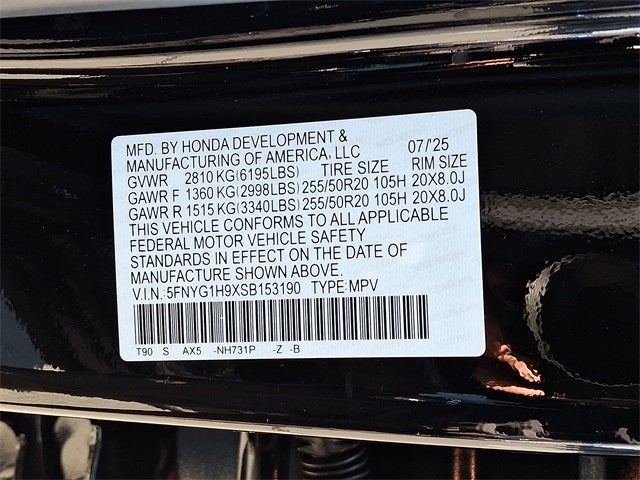 MFD. BY HONDA DEVELOPMENT &
MANUFACTURING OF AMERICA, LLC 07/'25
GVWR 2810 KG(6195LBS) TIRE SIZE RIM SIZE
GAWR F 1360 KG(2998LBS) 255/50R20 105H 20X8.0J
GAWR R 1515 KG(3340LBS) 255/50R20 105H 20X8.0J
THIS VEHICLE CONFORMS TO ALL APPLICABLE
FEDERAL MOTOR VEHICLE SAFETY
STANDARDS IN EFFECT ON THE DATE OF
MANUFACTURE SHOWN ABOVE.
V.I.N.:5FNYG1H9XSB153190 TYPE:MPV
T90 S AX5 -NH731P -Z -B